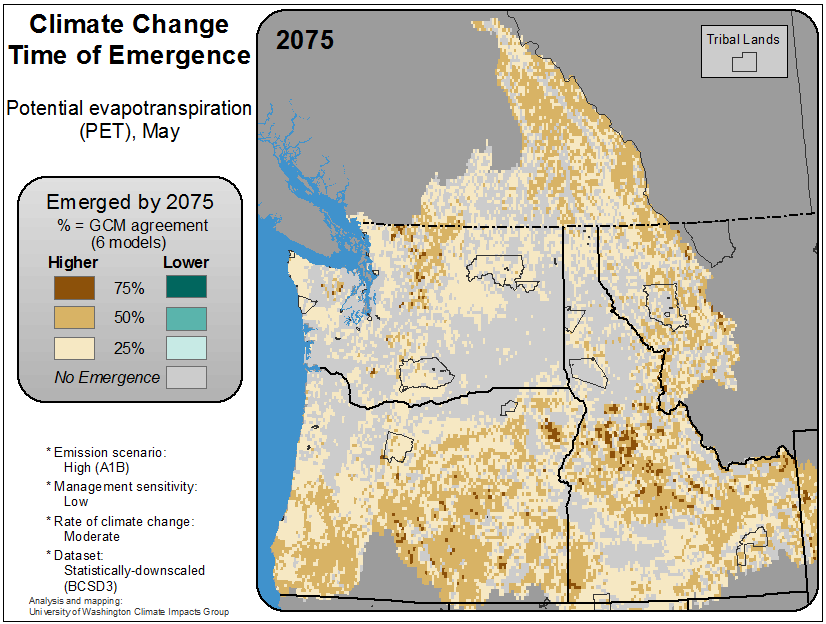 Climate Change
Time of Emergence
Potential evapotranspiration
(PET), May
Emerged by 2075
% = GCM agreement
(6 models)
Higher Lower
75%
50%
25%
No Emergence
* Emission scenario:
High (A1B)
* Management sensitivity:
Low
* Rate of climate change:
Moderate
* Dataset:
Statistically-downscaled
(BCSD3)
Analysis and mapping:
University of Washington Climate Impacts Group
2075
Tribal Lands